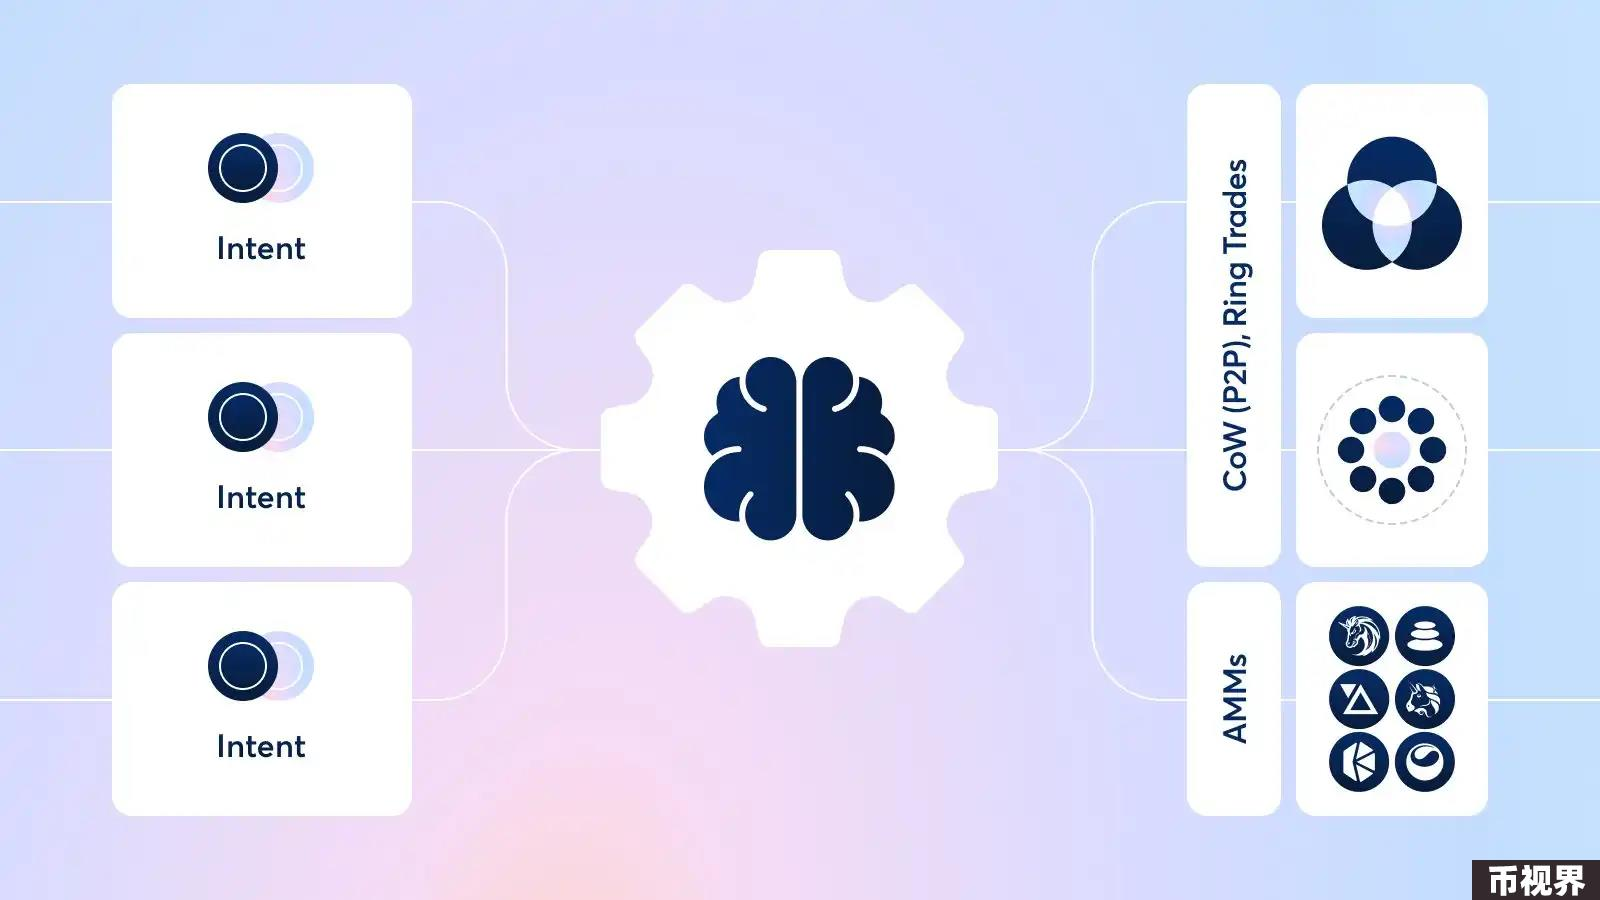 Intent
Intent
Intent
CoW (P2P), Ring Trades
AMMs
币视界